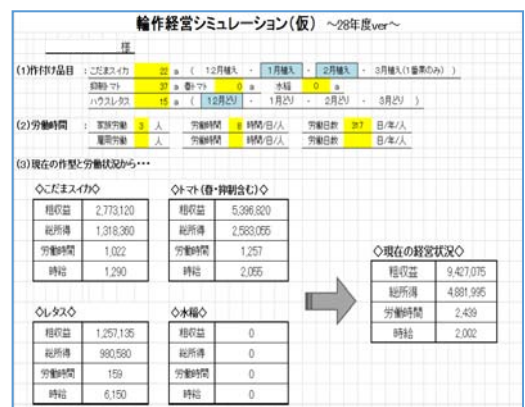 輪作経営シミュレーション(仮) ~28年度ver~
様
(1)作付け品目 : こだまスイカ 22 a ( 12月植え ・ 1月植え ・ 2月植え ・ 3月植え(1番果のみ) )
抑制トマト 37 a 春トマト 0 a 水稲 0 a
ハウスレタス 15 a ( 12月どり ・ 1月どり ・ 2月どり ・ 3月どり )
(2)労働時間 : 家族労働 3 人 労働時間 8 時間/日/人 労働日数 317 日/年/人
雇用労働 人 労働時間 時間/日/人 労働日数 日/年/人
(3)現在の作型と労働状況から・・・
◇こだまスイカ◇ ◇トマト(春・抑制含む)◇
粗収益 2,773,120 粗収益 5,396,820
総所得 1,318,360 総所得 2,583,055
労働時間 1,022 労働時間 1,257
時給 1,290 時給 2,055
◇現在の経営状況◇
粗収益 9,427,075
総所得 4,881,995
労働時間 2,439
時給 2,002
◇レタス◇ ◇水稲◇
粗収益 1,257,135 粗収益 0
総所得 980,580 総所得 0
労働時間 159 労働時間 0
時給 6,150 時給 0